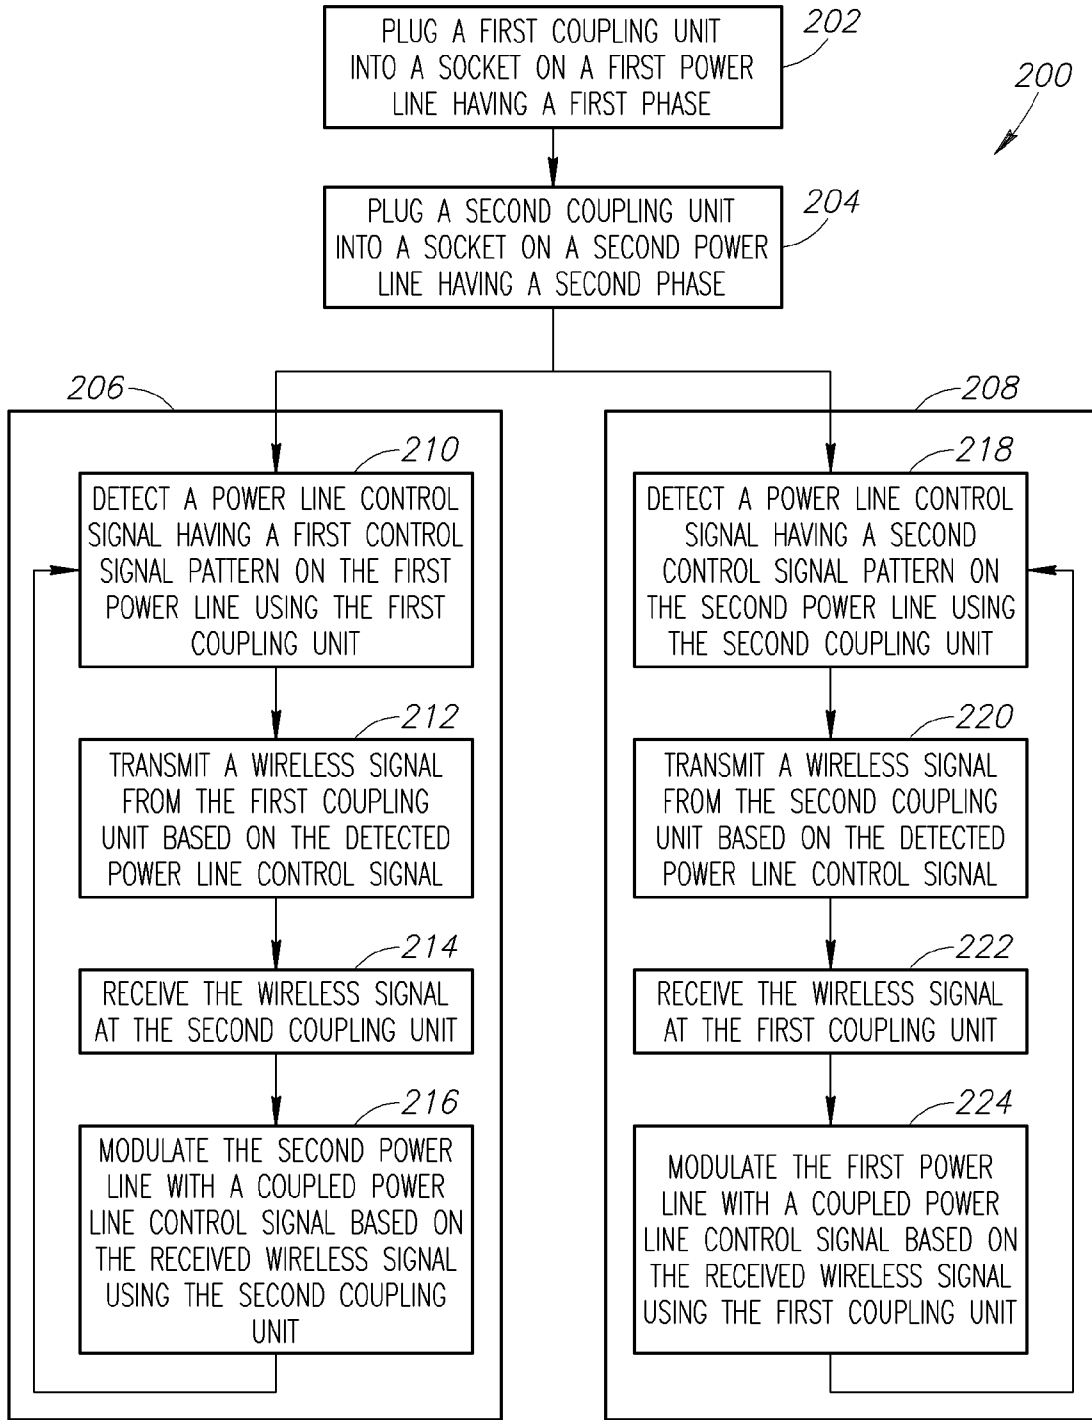 202
PLUG A FIRST COUPLING UNIT
INTO A SOCKET ON A FIRST POWER
LINE HAVING A FIRST PHASE
200
204
PLUG A SECOND COUPLING UNIT
INTO A SOCKET ON A SECOND POWER
LINE HAVING A SECOND PHASE
206
210
DETECT A POWER LINE CONTROL
SIGNAL HAVING A FIRST CONTROL
SIGNAL PATTERN ON THE FIRST
POWER LINE USING THE FIRST
COUPLING UNIT
212
TRANSMIT A WIRELESS SIGNAL
FROM THE FIRST COUPLING
UNIT BASED ON THE DETECTED
POWER LINE CONTROL SIGNAL
214
RECEIVE THE WIRELESS SIGNAL
AT THE SECOND COUPLING UNIT
216
MODULATE THE SECOND POWER
LINE WITH A COUPLED POWER
LINE CONTROL SIGNAL BASED ON
THE RECEIVED WIRELESS SIGNAL
USING THE SECOND COUPLING
UNIT
208
218
DETECT A POWER LINE CONTROL
SIGNAL HAVING A SECOND
CONTROL SIGNAL PATTERN ON
THE SECOND POWER LINE USING
THE SECOND COUPLING UNIT
220
TRANSMIT A WIRELESS SIGNAL
FROM THE SECOND COUPLING
UNIT BASED ON THE DETECTED
POWER LINE CONTROL SIGNAL
222
RECEIVE THE WIRELESS SIGNAL
AT THE FIRST COUPLING UNIT
224
MODULATE THE FIRST POWER
LINE WITH A COUPLED POWER
LINE CONTROL SIGNAL BASED ON
THE RECEIVED WIRELESS SIGNAL
USING THE FIRST COUPLING UNIT